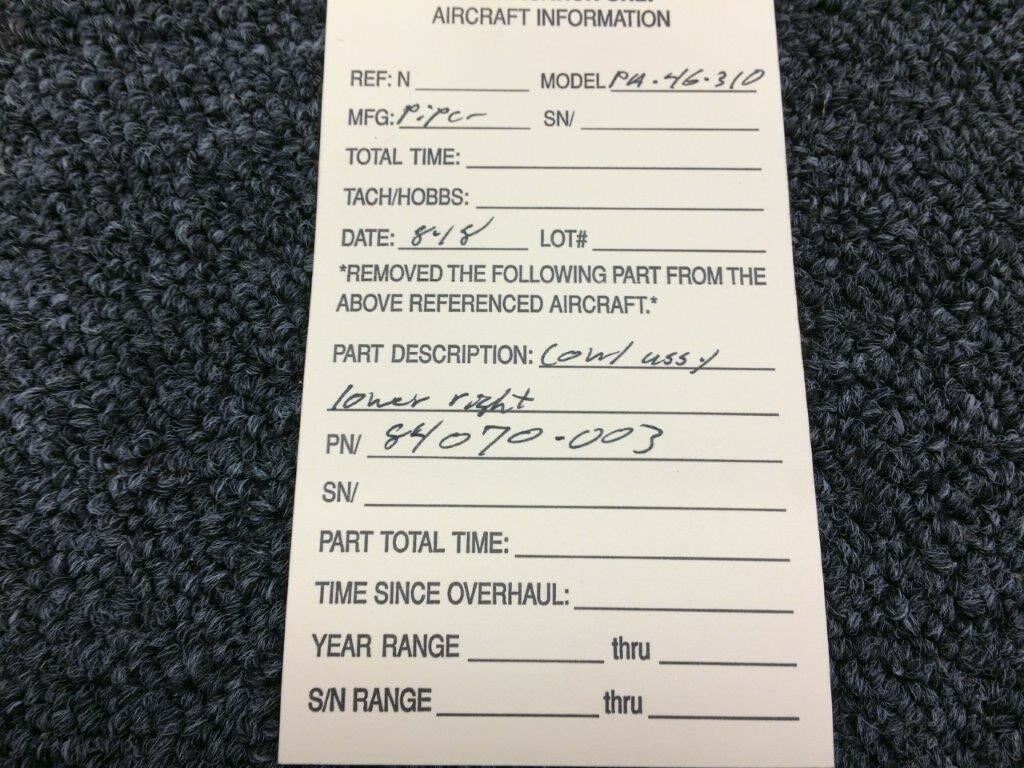 AIRCRAFT INFORMATION
REF: N MODEL PA-46-310
MFG: Piper SN/
TOTAL TIME:
TACH/HOBBS:
DATE: 8-18 LOT#
*REMOVED THE FOLLOWING PART FROM THE
ABOVE REFERENCED AIRCRAFT.*
PART DESCRIPTION: Cowl assy
lower right
PN/ 84070-003
SN/
PART TOTAL TIME:
TIME SINCE OVERHAUL:
YEAR RANGE thru
S/N RANGE thru